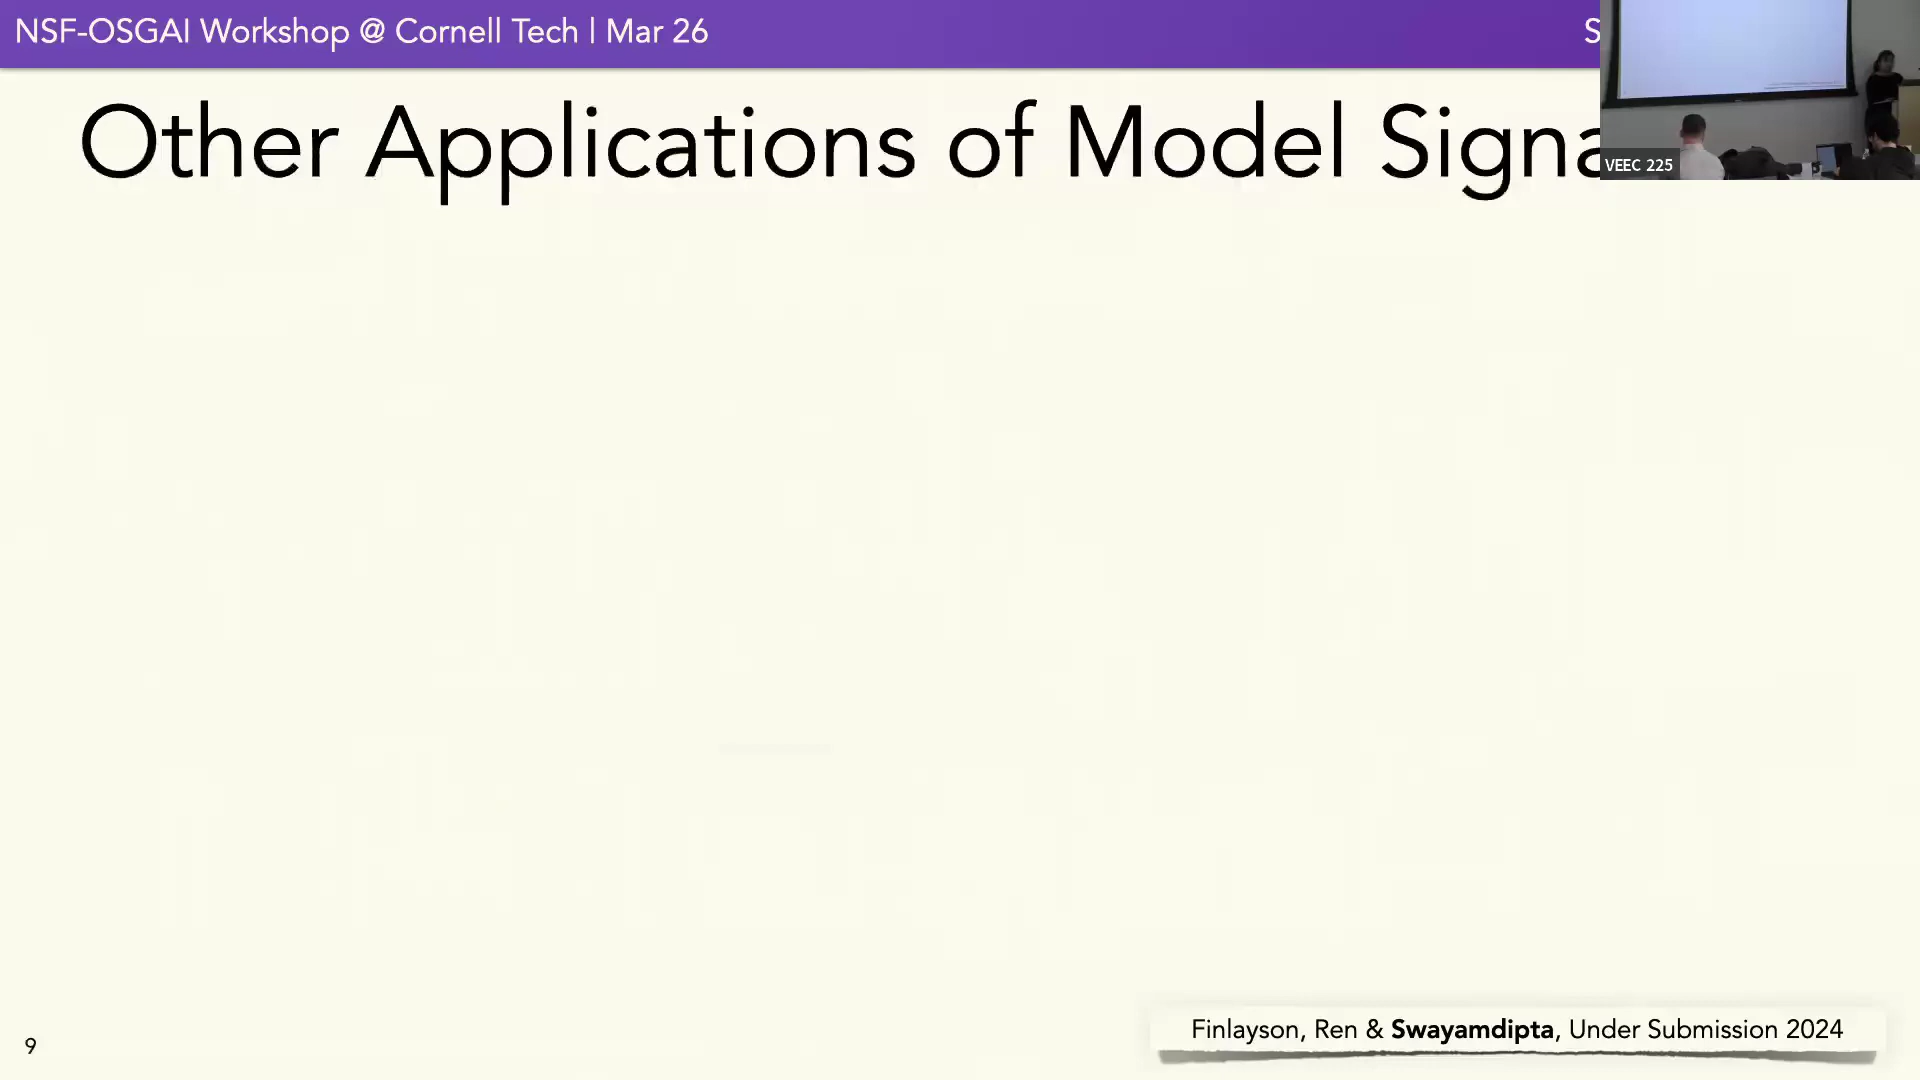 NSF-OSGAI Workshop @ Cornell Tech | Mar 26
Other Applications of Model Signa
VEEC 225
Finlayson, Ren & Swayamdipta, Under Submission 2024
9